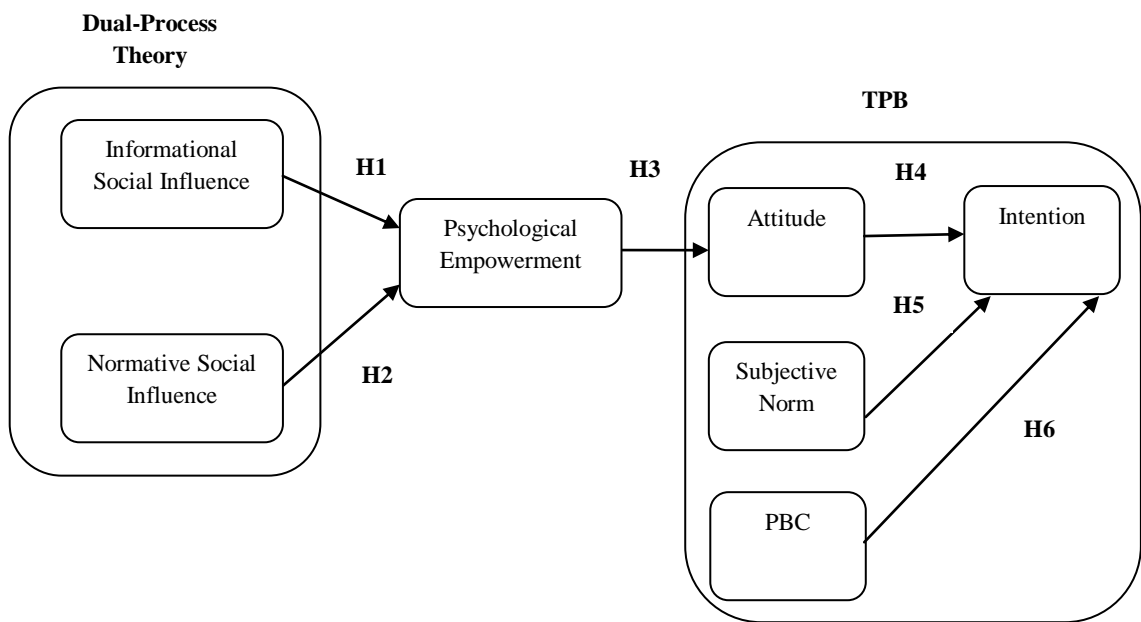 Dual-Process
Theory
Informational
Social Influence
Normative Social
Influence
H1
H2
Psychological
Empowerment
H3
TPB
Attitude
H4
Intention
H5
Subjective
Norm
H6
PBC